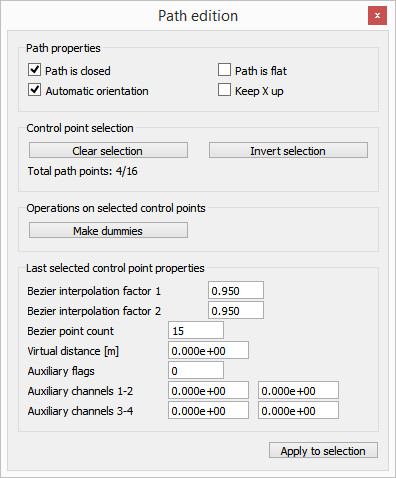 Path edition
x
Path properties
Path is closed Path is flat
Automatic orientation Keep X up
Control point selection
Clear selection Invert selection
Total path points: 4/16
Operations on selected control points
Make dummies
Last selected control point properties
Bezier interpolation factor 1 0.950
Bezier interpolation factor 2 0.950
Bezier point count 15
Virtual distance [m] 0.000e+00
Auxiliary flags 0
Auxiliary channels 1-2 0.000e+00 0.000e+00
Auxiliary channels 3-4 0.000e+00 0.000e+00
Apply to selection